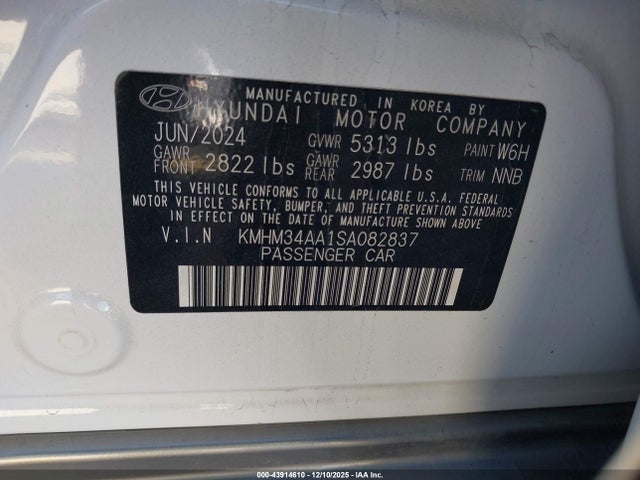 MANUFACTURED IN KOREA BY
HYUNDAI MOTOR COMPANY
JUN/2024 GVWR 5313 lbs PAINT W6H
GAWR FRONT 2822 lbs GAWR REAR 2987 lbs TRIM NNB
THIS VEHICLE CONFORMS TO ALL APPLICABLE U.S.A. FEDERAL
MOTOR VEHICLE SAFETY, BUMPER, AND THEFT PREVENTION STANDARDS
IN EFFECT ON THE DATE OF MANUFACTURE SHOWN ABOVE.
V.I.N KMHM34AA1SA082837
PASSENGER CAR
000-43914610 | 12/10/2025 - IAA Inc.